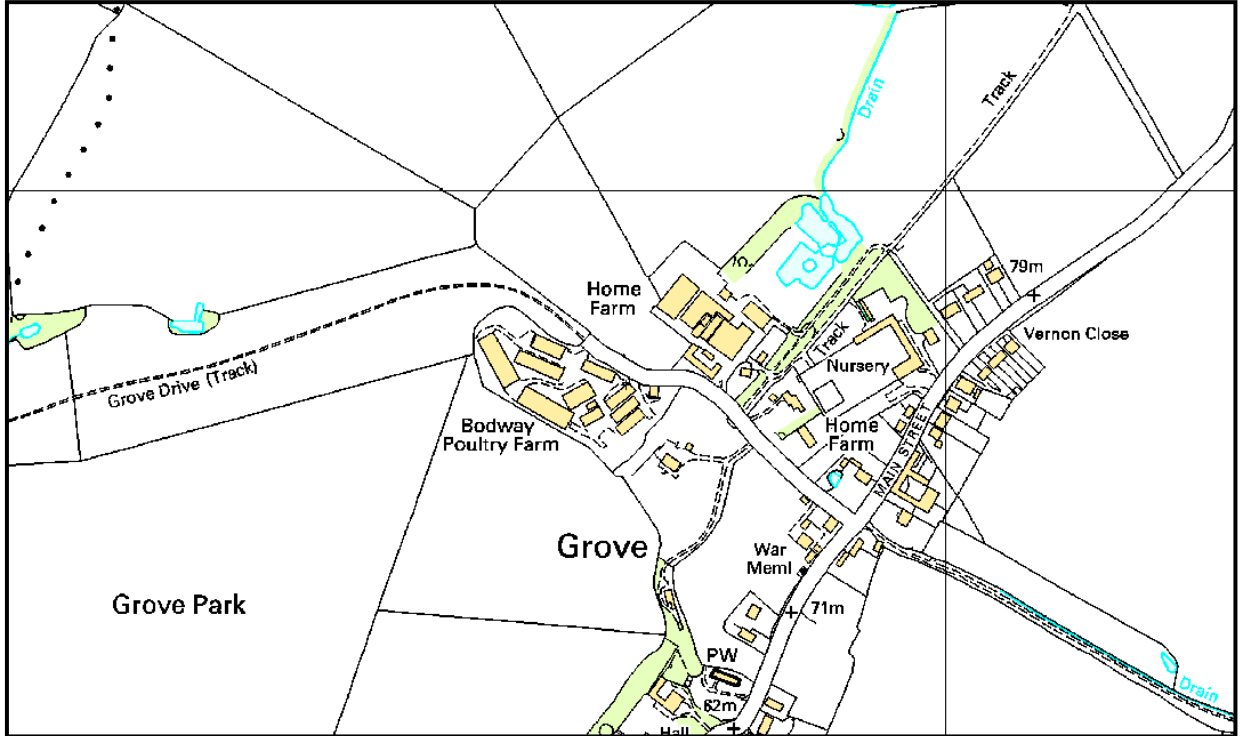 Drain
Track
79m
Home
Farm
Vernon Close
Track
Nursery
Grove Drive (Track)
Bodway
Poultry Farm
Home
Farm
MAIN STREET
Grove
War
Meml
Grove Park
71m
PW
62m
Drain
Hall